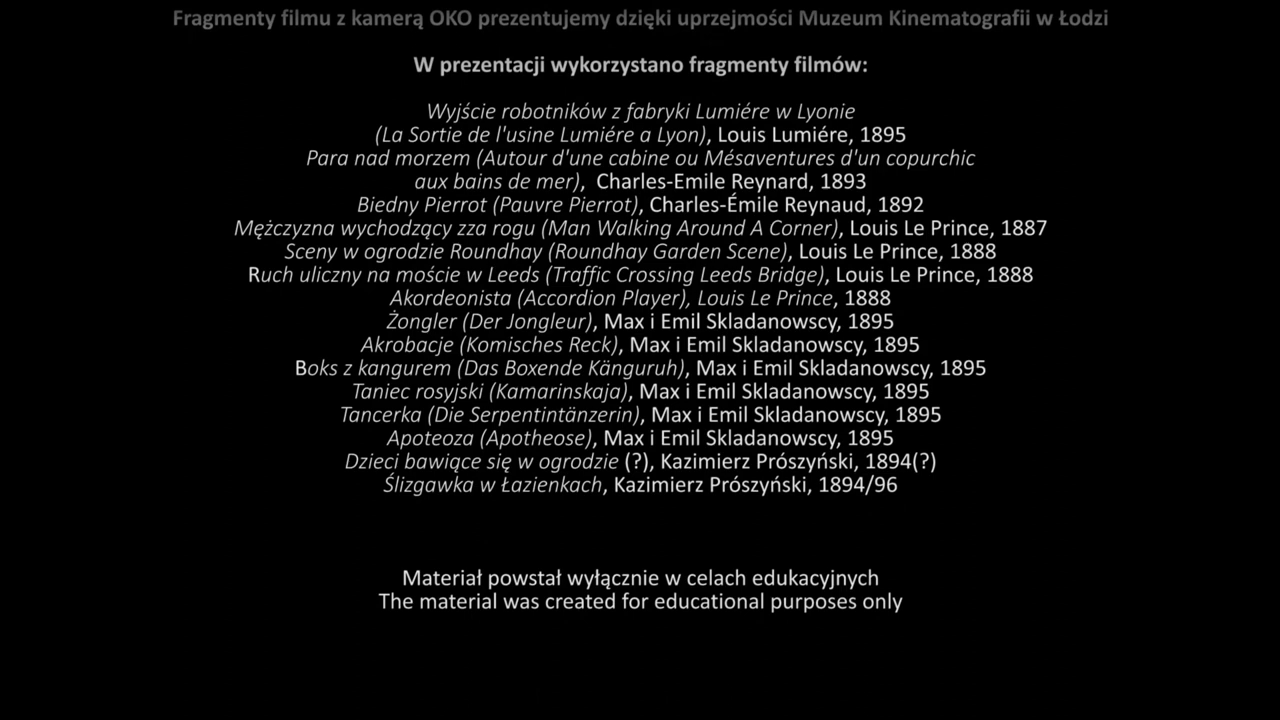 Fragmenty filmu z kamerą OKO prezentujemy dzięki uprzejmości Muzeum Kinematografii w Łodzi
W prezentacji wykorzystano fragmenty filmów:
Wyjście robotników z fabryki Lumiére w Lyonie
(La Sortie de l'usine Lumiére a Lyon), Louis Lumiére, 1895
Para nad morzem (Autour d'une cabine ou Mésaventures d'un copurchic
aux bains de mer),  Charles-Emile Reynard, 1893
Biedny Pierrot (Pauvre Pierrot), Charles-Émile Reynaud, 1892
Mężczyzna wychodzący zza rogu (Man Walking Around A Corner), Louis Le Prince, 1887
Sceny w ogrodzie Roundhay (Roundhay Garden Scene), Louis Le Prince, 1888
Ruch uliczny na moście w Leeds (Traffic Crossing Leeds Bridge), Louis Le Prince, 1888
Akordeonista (Accordion Player), Louis Le Prince, 1888
Żongler (Der Jongleur), Max i Emil Skladanowscy, 1895
Akrobacje (Komisches Reck), Max i Emil Skladanowscy, 1895
Boks z kangurem (Das Boxende Känguruh), Max i Emil Skladanowscy, 1895
Taniec rosyjski (Kamarinskaja), Max i Emil Skladanowscy, 1895
Tancerka (Die Serpentintänzerin), Max i Emil Skladanowscy, 1895
Apoteoza (Apotheose), Max i Emil Skladanowscy, 1895
Dzieci bawiące się w ogrodzie (?), Kazimierz Prószyński, 1894(?)
Ślizgawka w Łazienkach, Kazimierz Prószyński, 1894/96
Materiał powstał wyłącznie w celach edukacyjnych
The material was created for educational purposes only